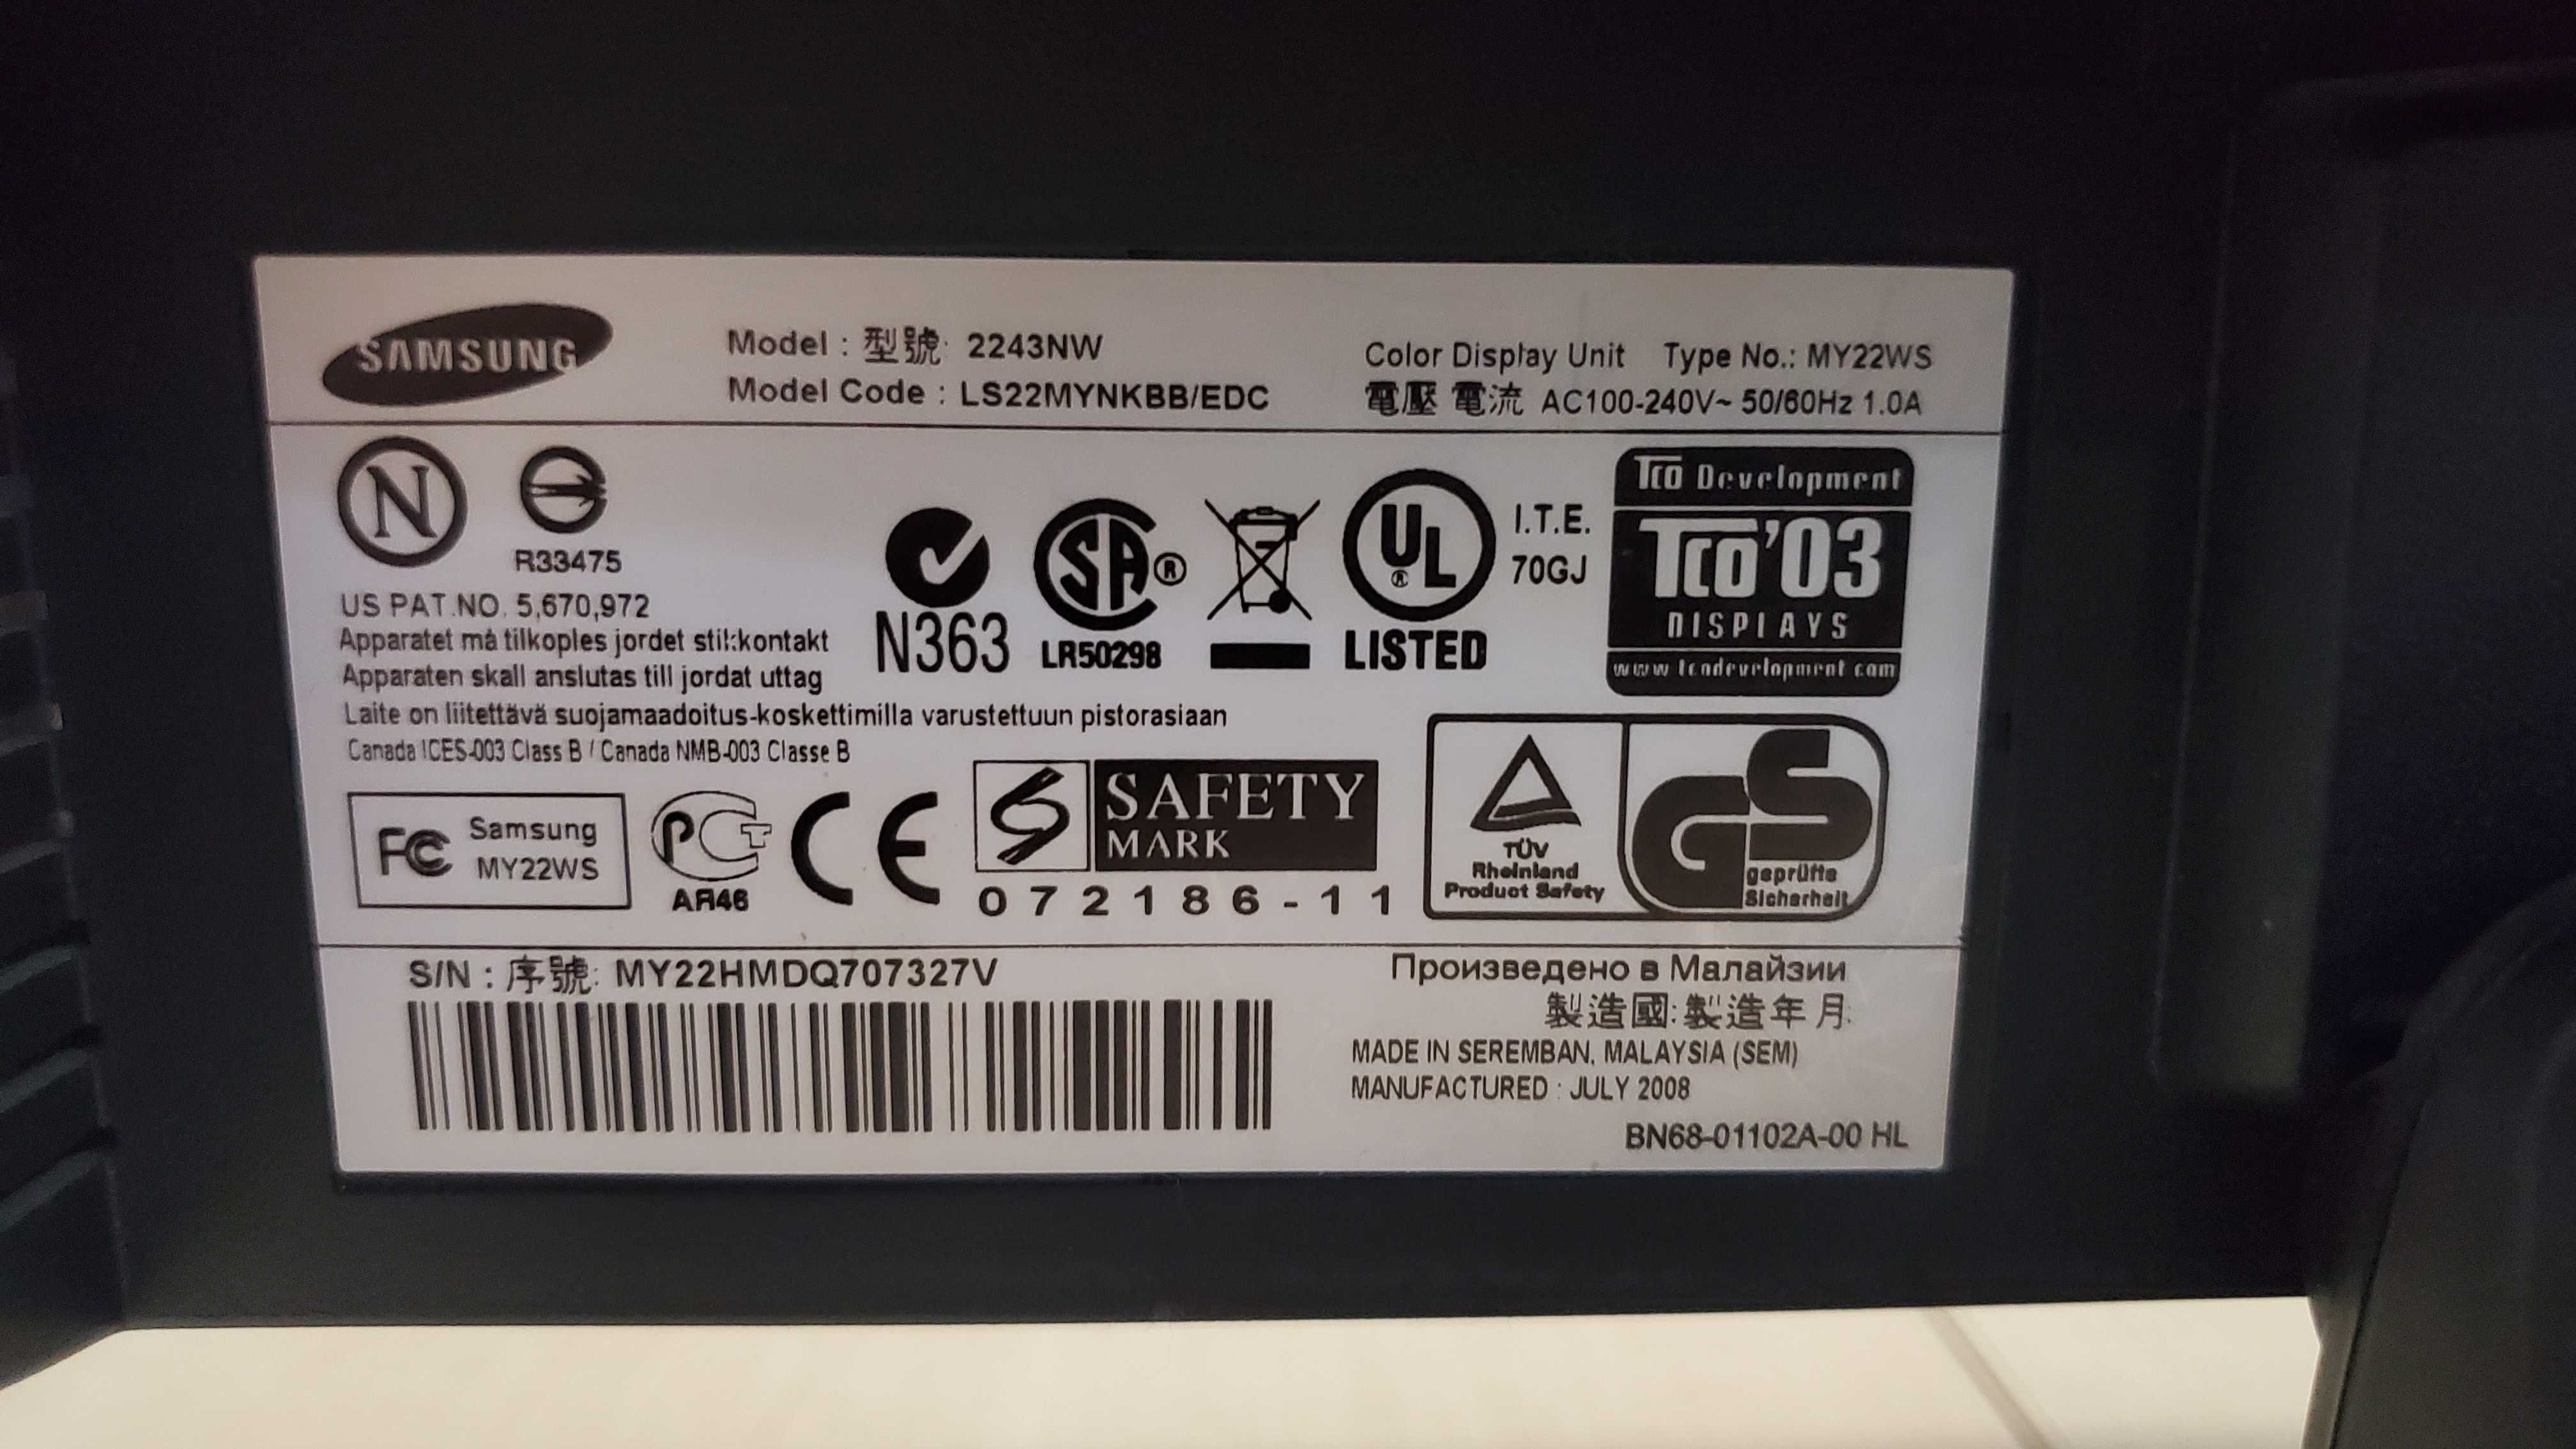 SAMSUNG
Model : 型號: 2243NW
Model Code : LS22MYNKBB/EDC
Color Display Unit Type No.: MY22WS
電壓 電流 AC100-240V~ 50/60Hz 1.0A
N
R33475
US PAT.NO. 5,670,972
Apparatet må tilkoples jordet stikkontakt
Apparaten skall anslutas till jordat uttag
Laite on liitettävä suojamaadoitus-koskettimilla varustettuun pistorasiaan
Canada ICES-003 Class B / Canada NMB-003 Classe B
N363
SA ®
LR50298
UL ®
LISTED
I.T.E.
70GJ
TCO Development
TCO'03
DISPLAYS
www.tcodevelopment.com
FC Samsung
MY22WS
PCT
AR46
CE
S SAFETY
MARK
072186-11
TÜV
Rheinland
Product Safety
GS
geprüfte
Sicherheit
S/N : 序號: MY22HMDQ707327V
Произведено в Малайзии
製造國: 製造年月:
MADE IN SEREMBAN, MALAYSIA (SEM)
MANUFACTURED : JULY 2008
BN68-01102A-00 HL